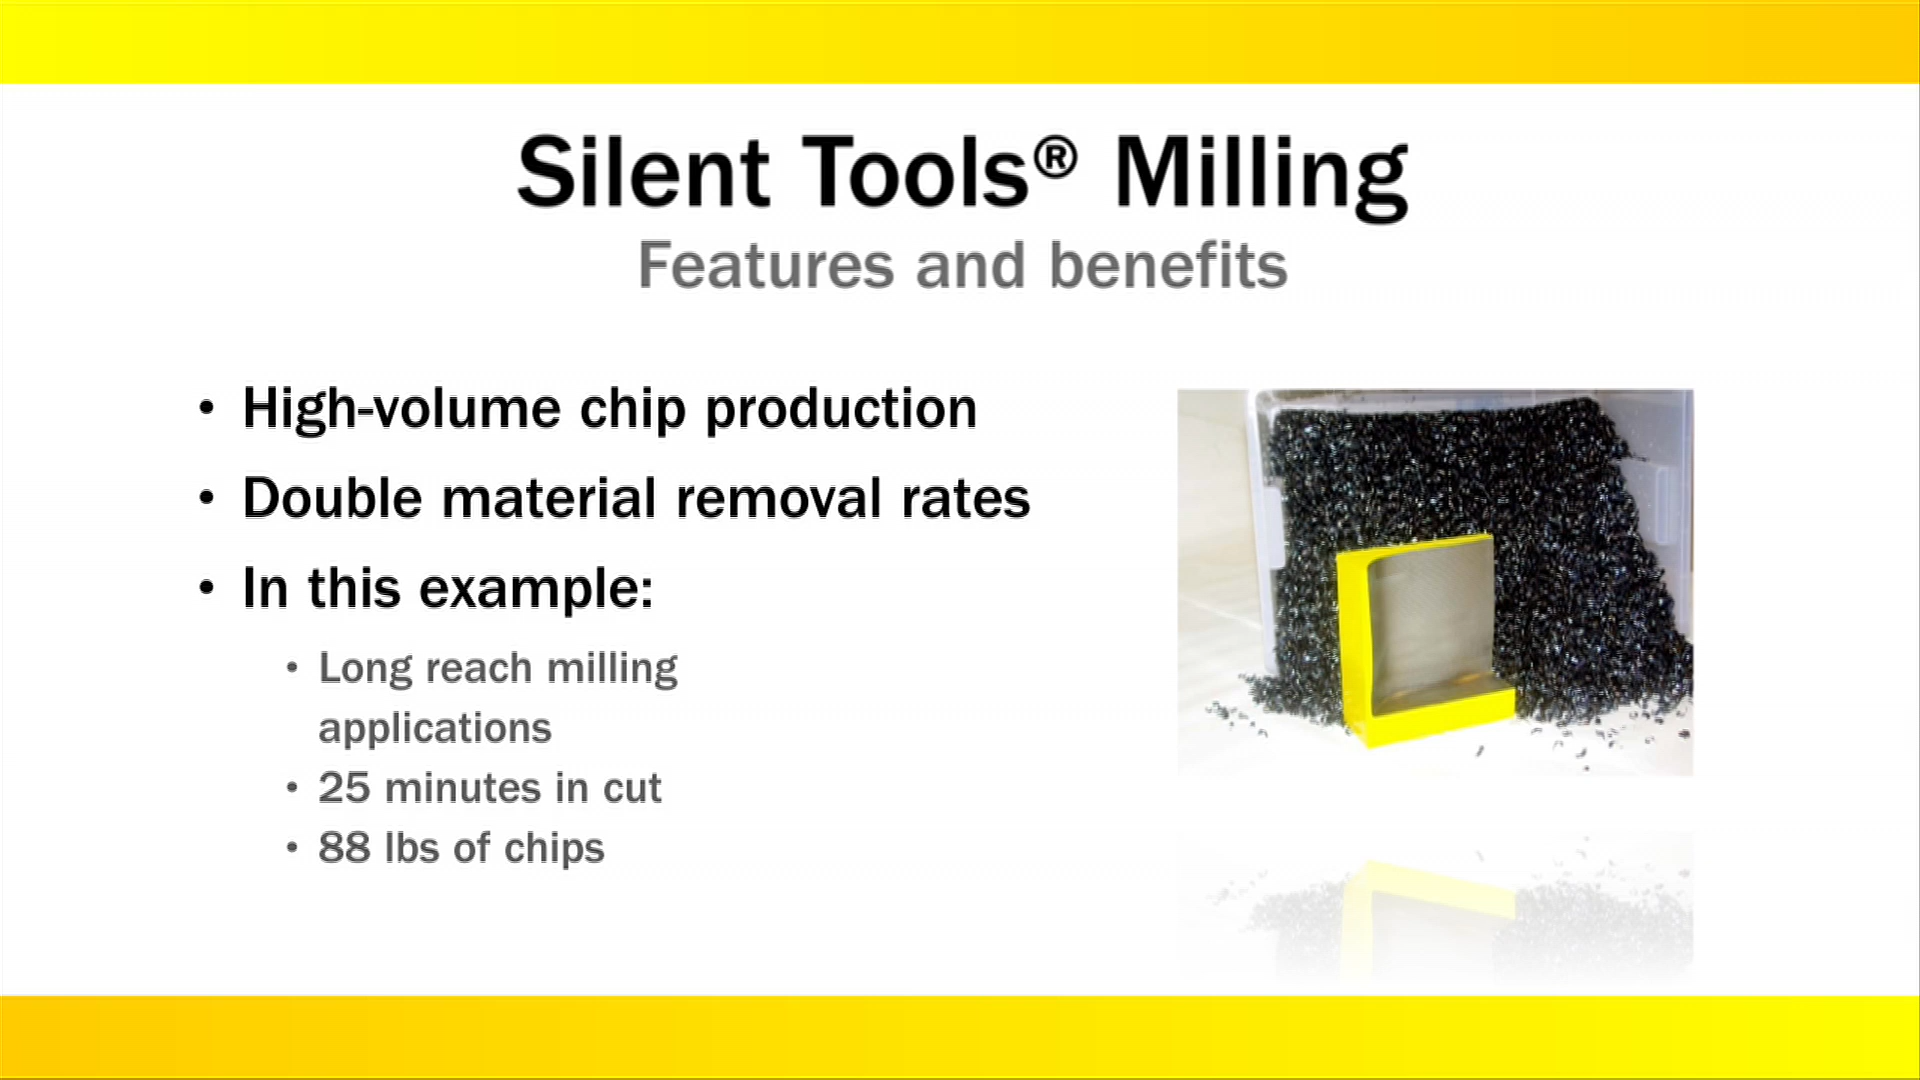 Silent Tools® Milling
Features and benefits
• High-volume chip production
• Double material removal rates
• In this example:
• Long reach milling
applications
• 25 minutes in cut
• 88 lbs of chips